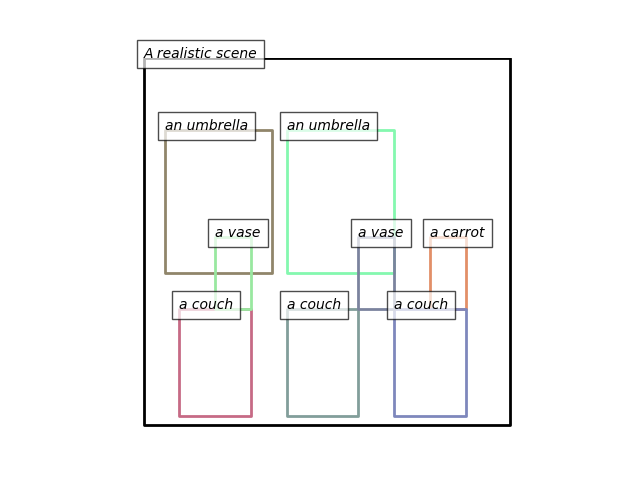 A realistic scene
an umbrella
an umbrella
a vase
a vase
a carrot
a couch
a couch
a couch